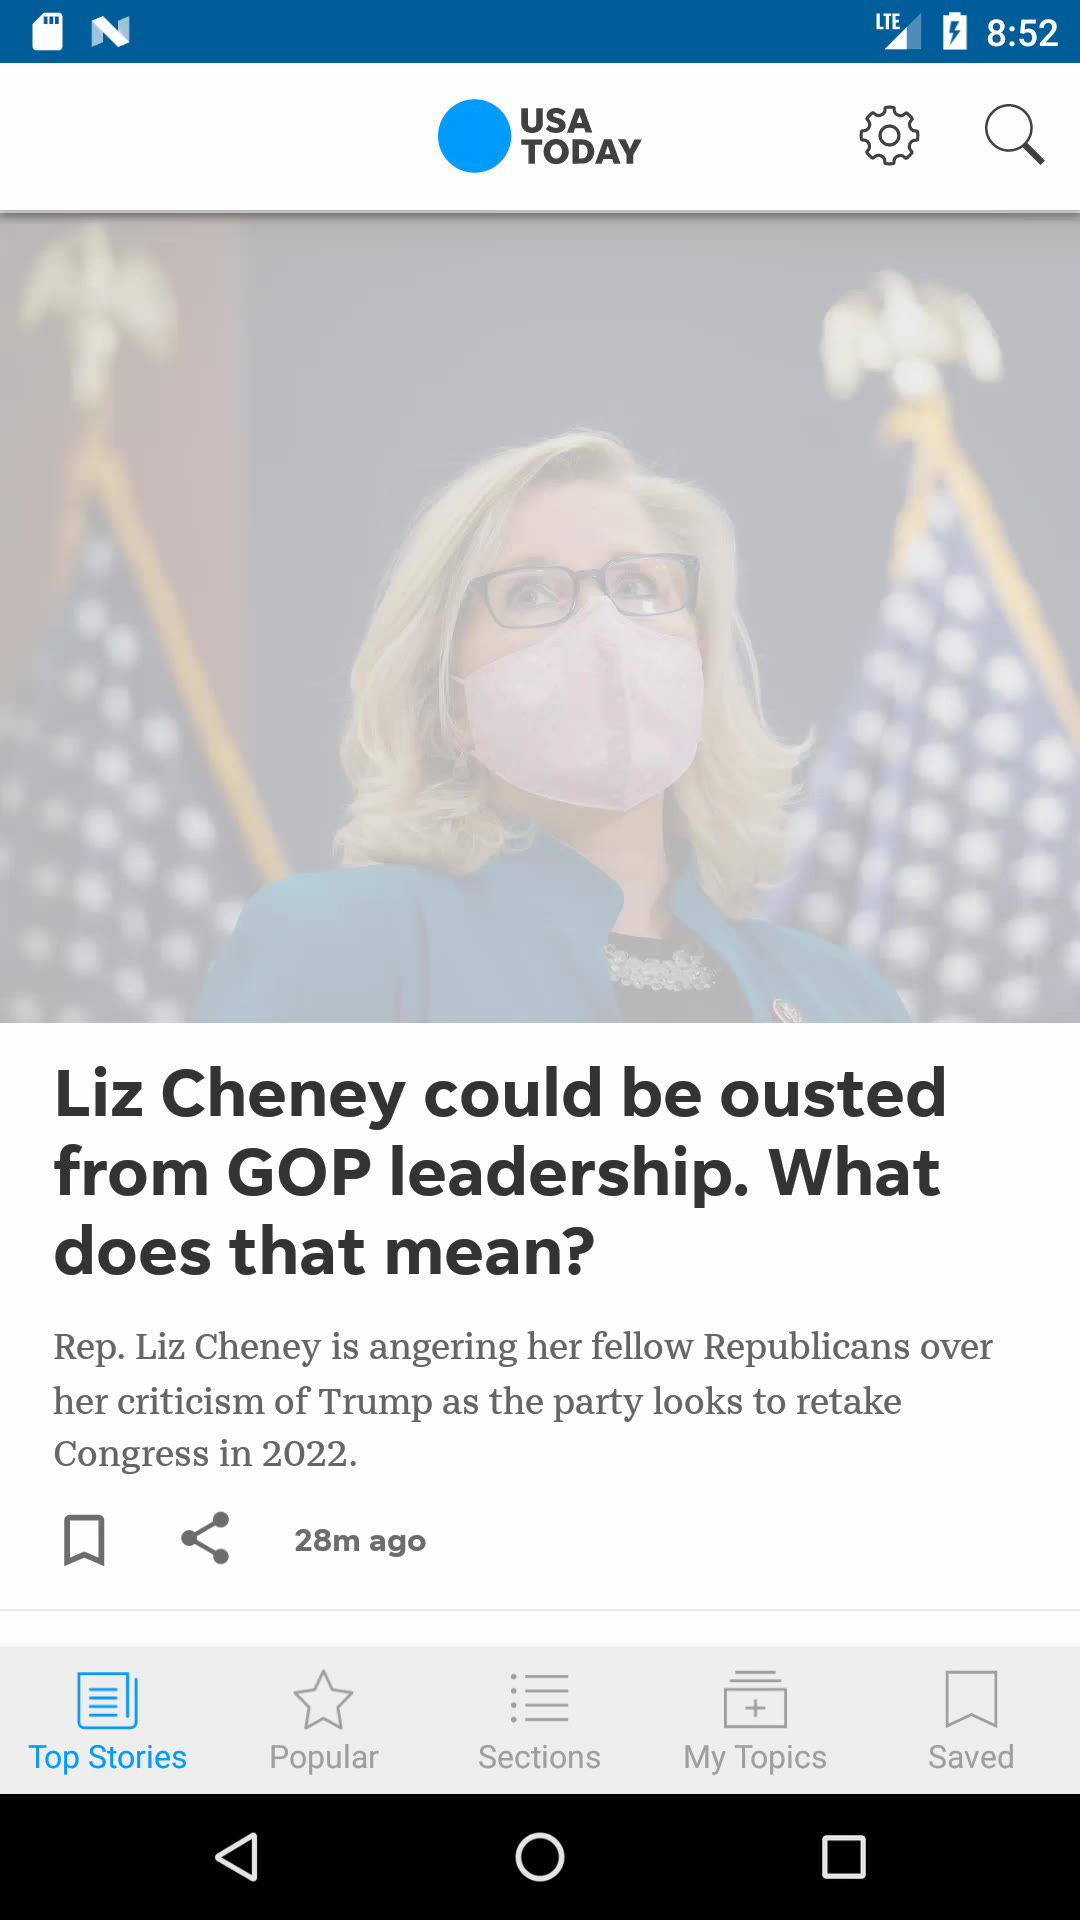 LTE
8:52
USA
TODAY
Liz Cheney could be ousted
from GOP leadership. What
does that mean?
Rep. Liz Cheney is angering her fellow Republicans over
her criticism of Trump as the party looks to retake
Congress in 2022.
28m ago
Top Stories
Popular
Sections
My Topics
Saved